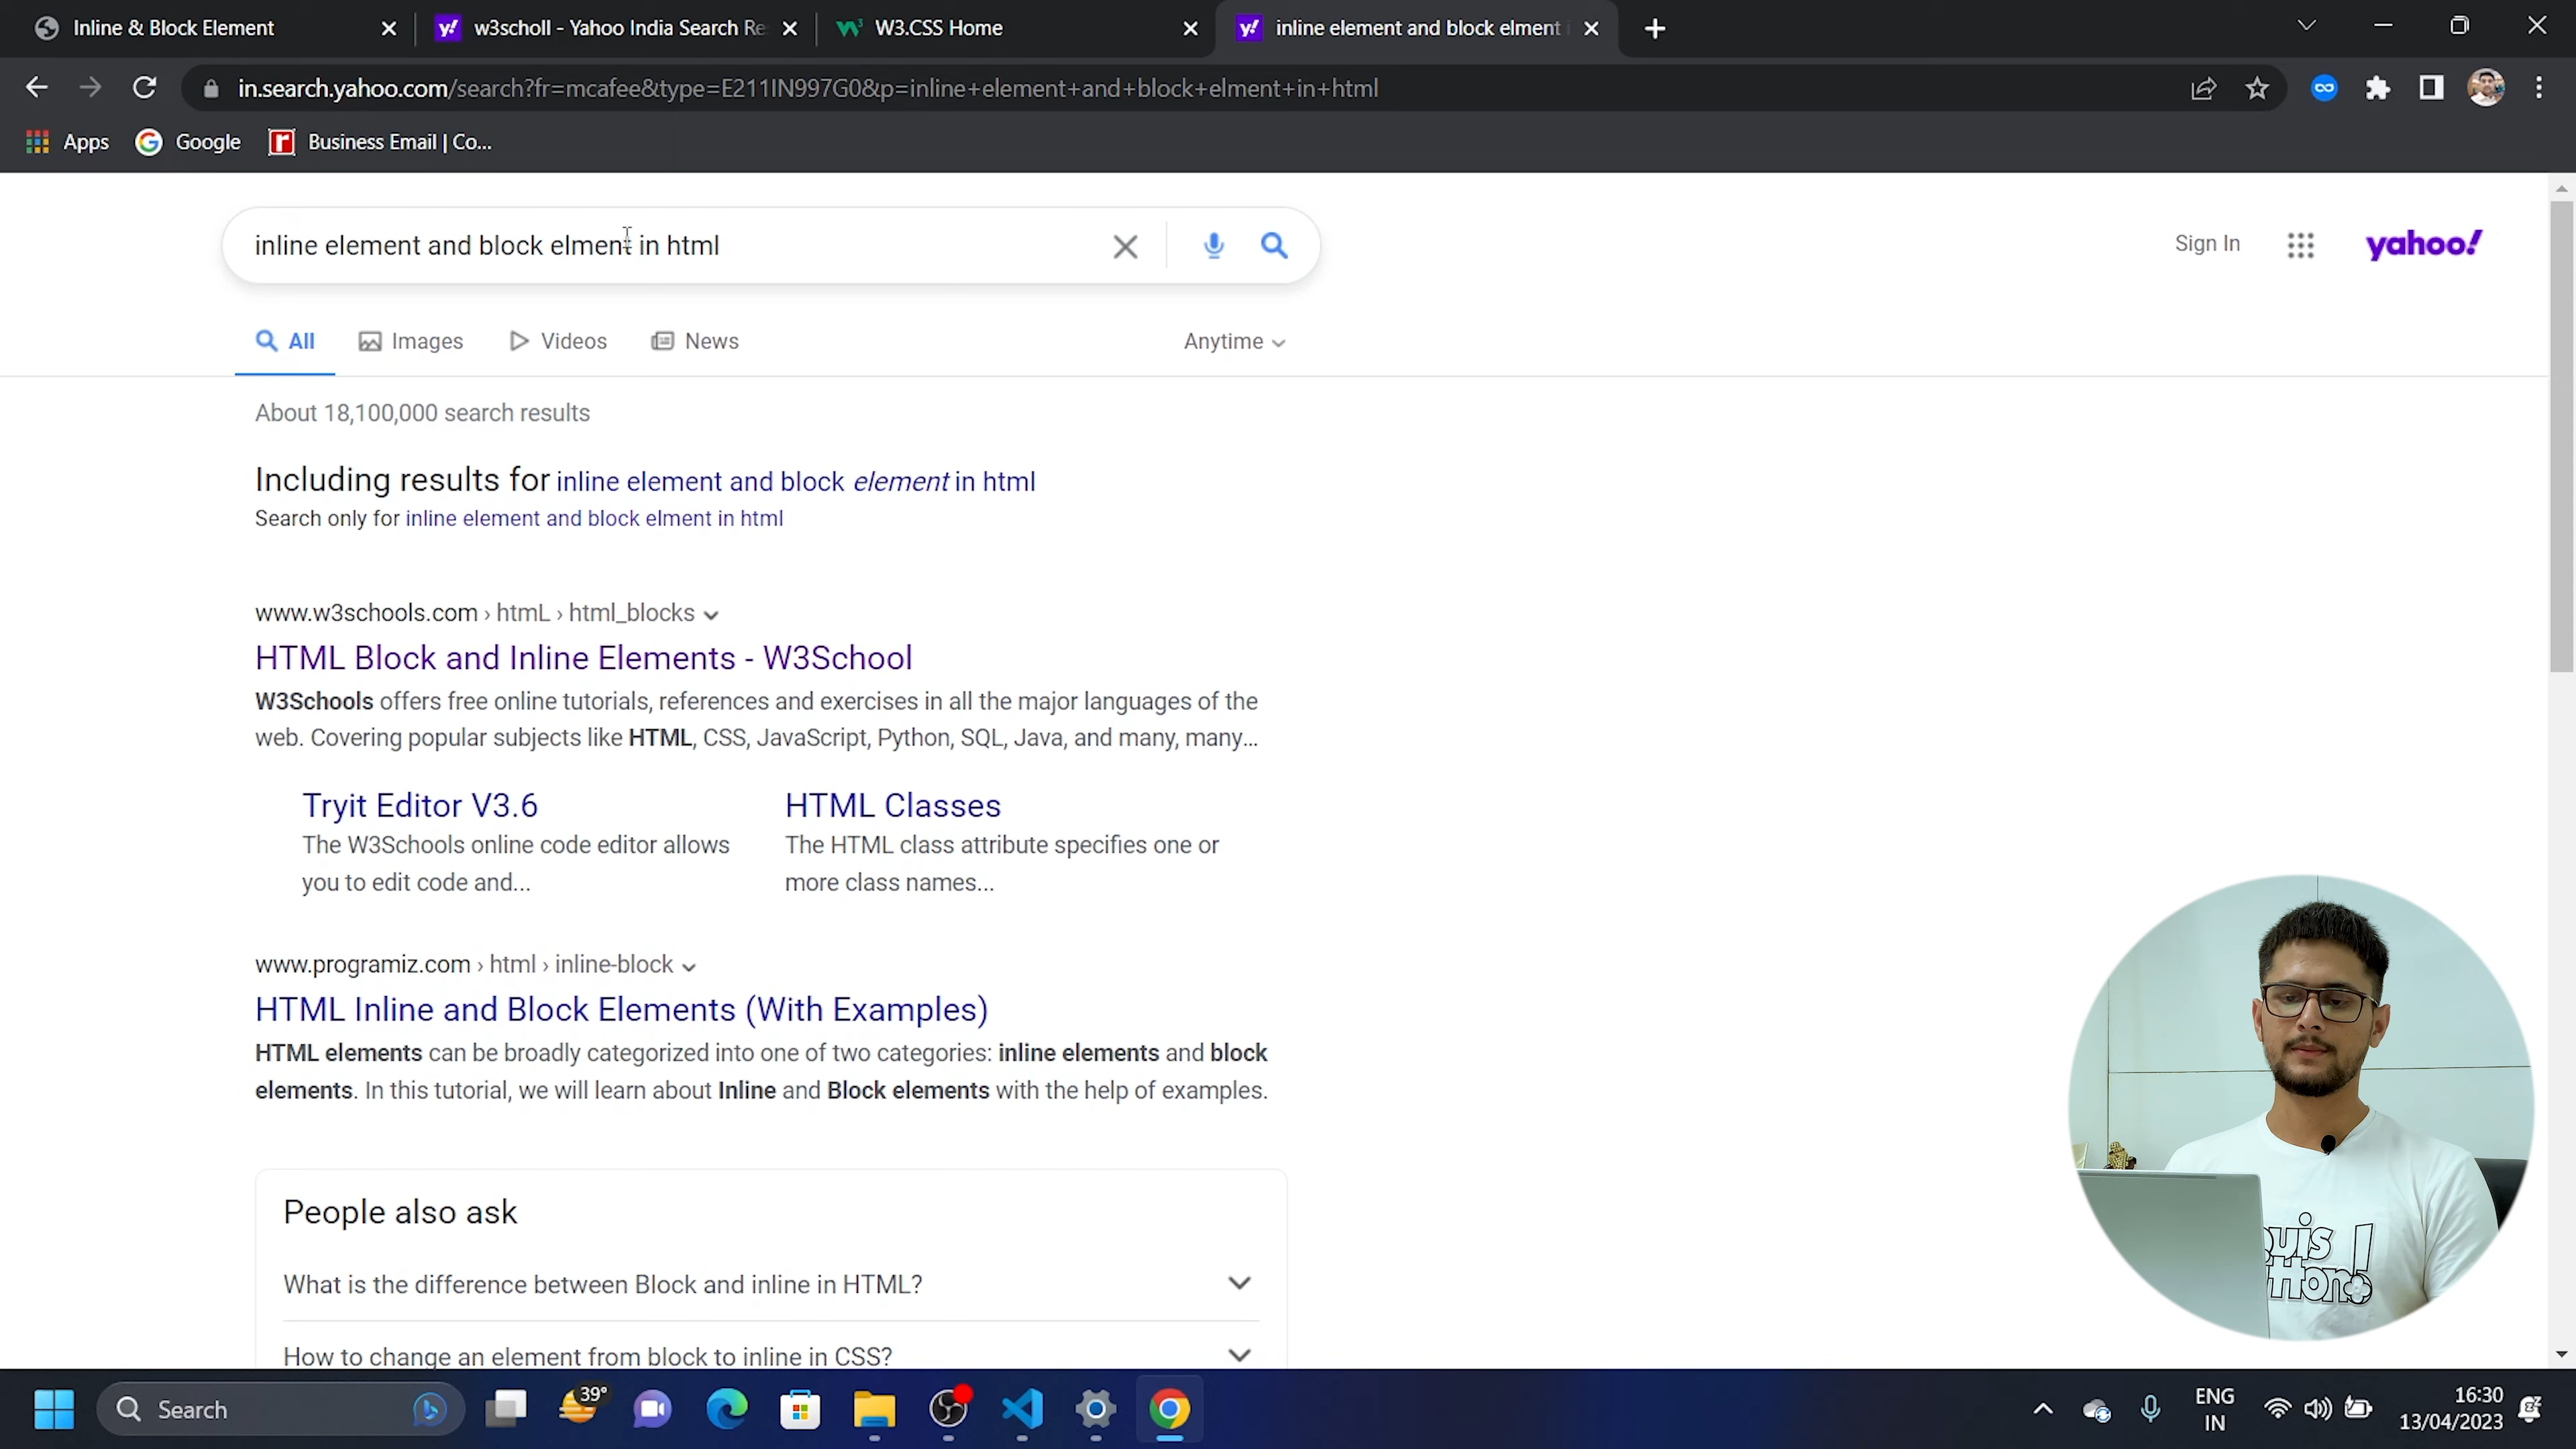 Inline & Block Element
w3scholl - Yahoo India Search Re
W3.CSS Home
inline element and block elment i
in.search.yahoo.com/search?fr=mcafee&type=E211IN997G0&p=inline+element+and+block+elment+in+html
Apps
Google
Business Email | Co...
inline element and block elment in html
Sign In
yahoo!
All
Images
Videos
News
Anytime
About 18,100,000 search results
Including results for inline element and block element in html
Search only for inline element and block elment in html
www.w3schools.com › htmL › html_blocks
HTML Block and Inline Elements - W3School
W3Schools offers free online tutorials, references and exercises in all the major languages of the
web. Covering popular subjects like HTML, CSS, JavaScript, Python, SQL, Java, and many, many...
Tryit Editor V3.6
The W3Schools online code editor allows
you to edit code and...
HTML Classes
The HTML class attribute specifies one or
more class names...
www.programiz.com › html › inline-block
HTML Inline and Block Elements (With Examples)
HTML elements can be broadly categorized into one of two categories: inline elements and block
elements. In this tutorial, we will learn about Inline and Block elements with the help of examples.
People also ask
What is the difference between Block and inline in HTML?
How to change an element from block to inline in CSS?
Search
39°
ENG
IN
16:30
13/04/2023